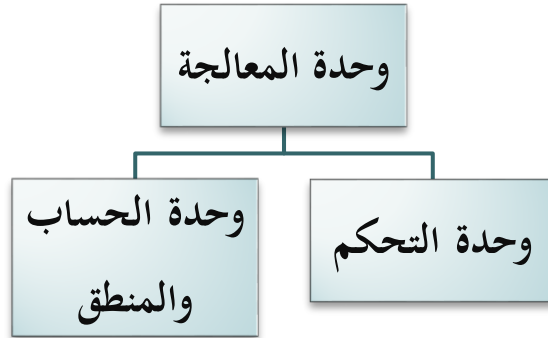 وحدة المعالجة
وحدة التحكم
وحدة الحساب
والمنطق